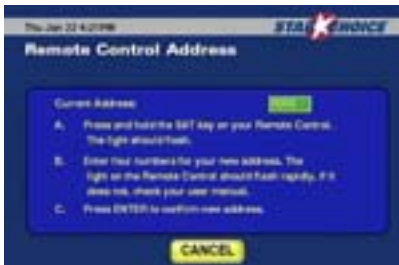 Thu Jan 22 4:21PM
STAR CHOICE
Remote Control Address
Current Address:
A. Press and hold the SAT key on your Remote Control.
The light should flash.
B. Enter four numbers for your new address. The
light on the Remote Control should flash rapidly. If it
does not, check your user manual.
C. Press ENTER to confirm new address.
CANCEL